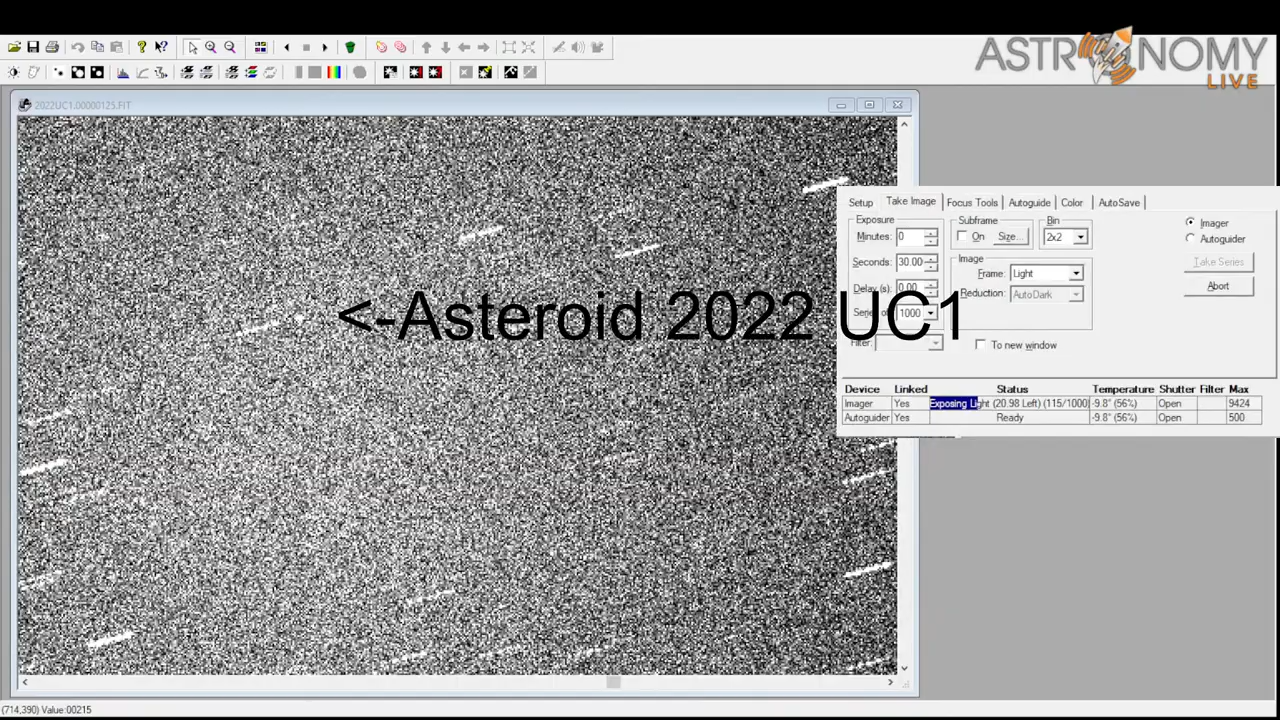 ASTRONOMY
LIVE
2022UC1.00000125.FIT
Setup Take Image Focus Tools Autoguide Color AutoSave
Exposure Subframe Bin
Minutes: 0 On Size... 2x2 Imager
Autoguider
Seconds: 30.00 Image Take Series
Frame: Light
Delay (s): 0.00 Abort
Reduction: AutoDark
<-Asteroid 2022 UC1
Series of 1000
Filter: To new window
Device Linked Status Temperature Shutter Filter Max
Imager Yes Exposing Light (20.98 Left) (115/1000) -9.8° (56%) Open 9424
Autoguider Yes Ready -9.8° (56%) Open 500
(714,390) Value:00215